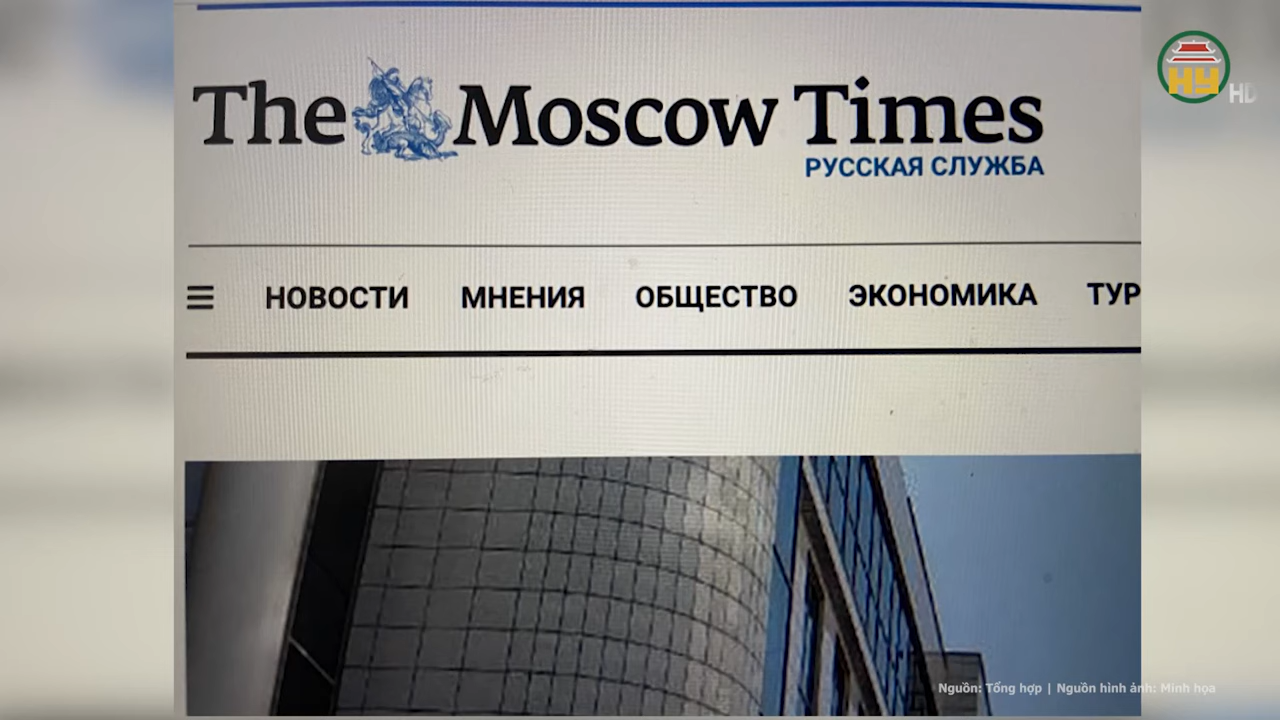 The Moscow Times
РУССКАЯ СЛУЖБА
НОВОСТИ МНЕНИЯ ОБЩЕСТВО ЭКОНОМИКА ТУР
HY HD
Nguồn: Tổng hợp | Nguồn hình ảnh: Minh họa